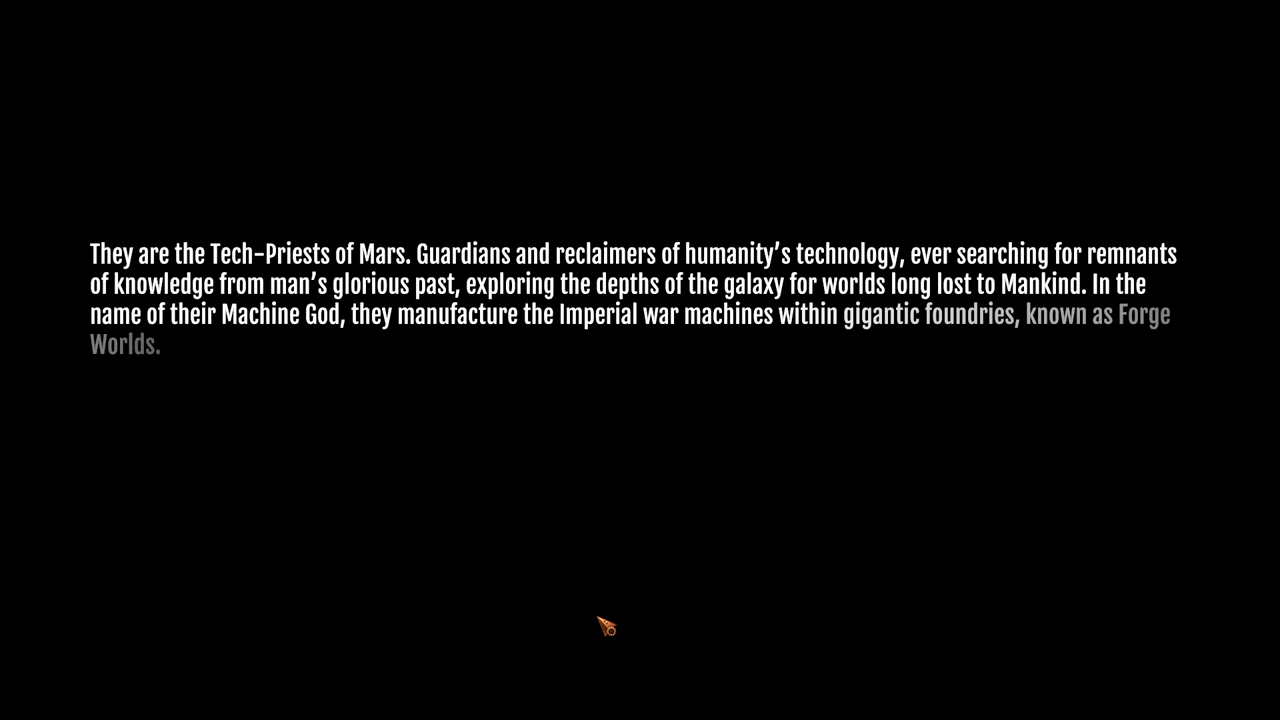 They are the Tech-Priests of Mars. Guardians and reclaimers of humanity’s technology, ever searching for remnants
of knowledge from man’s glorious past, exploring the depths of the galaxy for worlds long lost to Mankind. In the
name of their Machine God, they manufacture the Imperial war machines within gigantic foundries, known as Forge
Worlds.